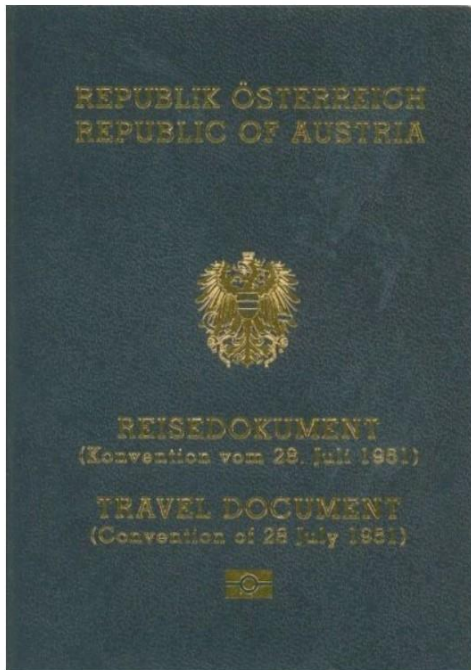 REPUBLIK ÖSTERREICH
REPUBLIC OF AUSTRIA
REISEDOKUMENT
(Konvention vom 28. Juli 1951)
TRAVEL DOCUMENT
(Convention of 28 July 1951)